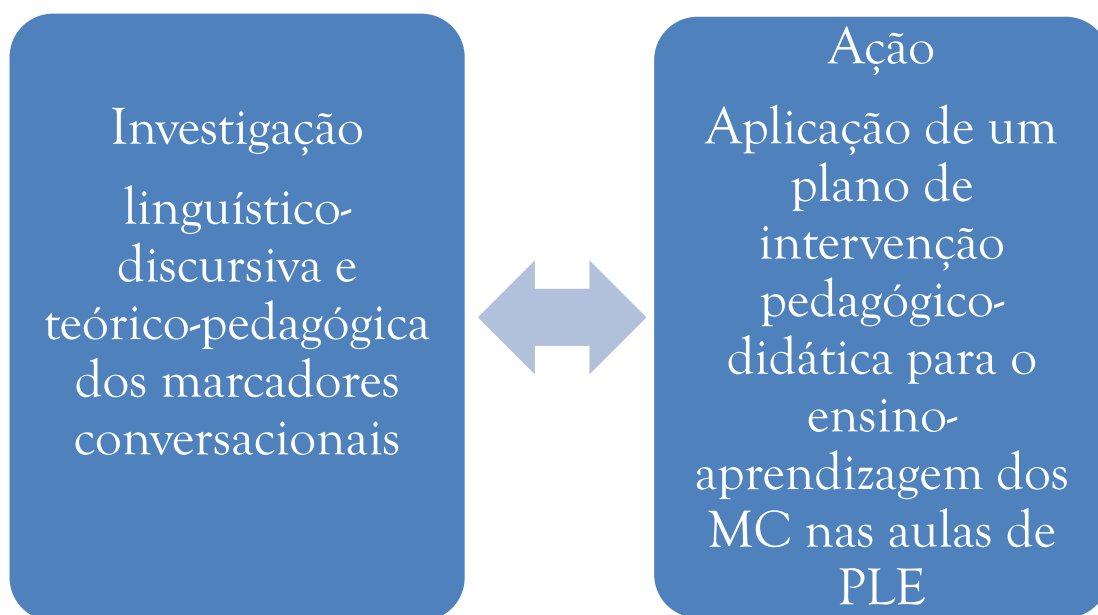 Investigação
linguístico-
discursiva e
teórico-pedagógica
dos marcadores
conversacionais
Ação
Aplicação de um
plano de
intervenção
pedagógico-
didática para o
ensino-
aprendizagem dos
MC nas aulas de
PLE